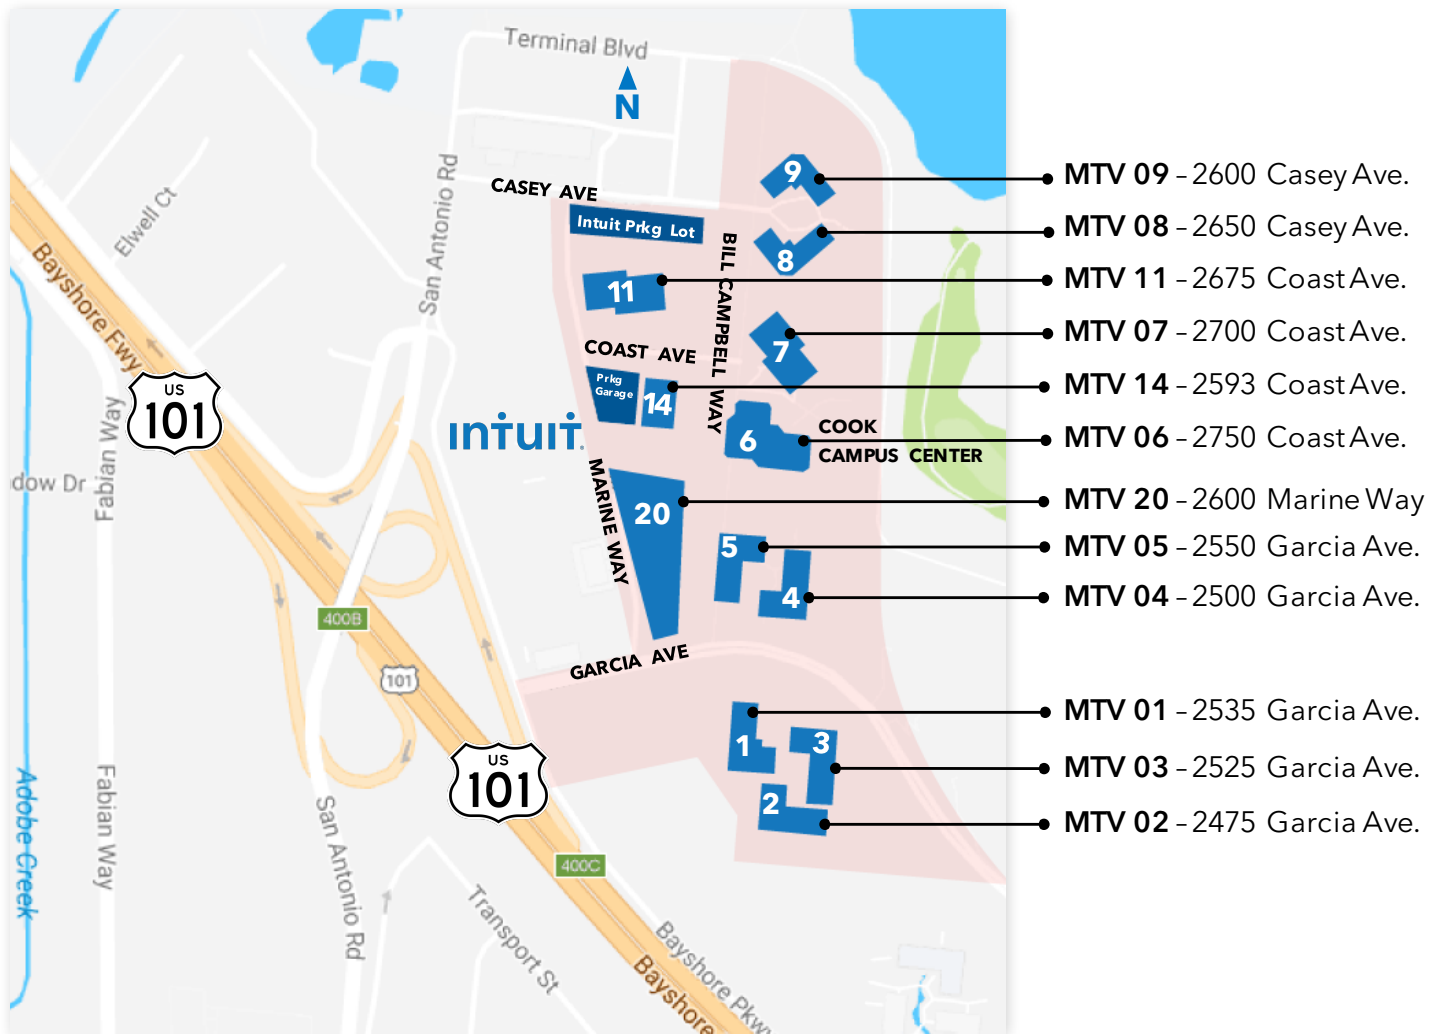 Terminal Blvd
N
CASEY AVE
Intuit Prkg Lot
San Antonio Rd
Elwell Ct
Bayshore Fwy
9
8
BILL CAMPBELL WAY
11
7
COAST AVE
Prkg
Garage
14
US
101
intuit.
6
COOK
CAMPUS CENTER
Fabian Way
dow Dr
MARINE WAY
20
5
4
400B
GARCIA AVE
101
1
3
2
US
101
Adobe Creek
Fabian Way
San Antonio Rd
400C
Transport St
Bayshore Pkwy
Bayshore
MTV 09 – 2600 Casey Ave.
MTV 08 – 2650 Casey Ave.
MTV 11 – 2675 Coast Ave.
MTV 07 – 2700 Coast Ave.
MTV 14 – 2593 Coast Ave.
MTV 06 – 2750 Coast Ave.
MTV 20 – 2600 Marine Way
MTV 05 – 2550 Garcia Ave.
MTV 04 – 2500 Garcia Ave.
MTV 01 – 2535 Garcia Ave.
MTV 03 – 2525 Garcia Ave.
MTV 02 – 2475 Garcia Ave.